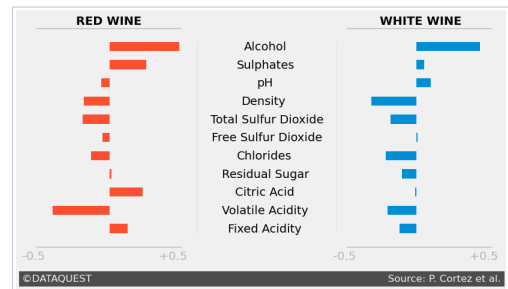 RED WINE WHITE WINE
Alcohol
Sulphates
pH
Density
Total Sulfur Dioxide
Free Sulfur Dioxide
Chlorides
Residual Sugar
Citric Acid
Volatile Acidity
Fixed Acidity
-0.5 +0.5 -0.5 +0.5
©DATAQUEST Source: P. Cortez et al.